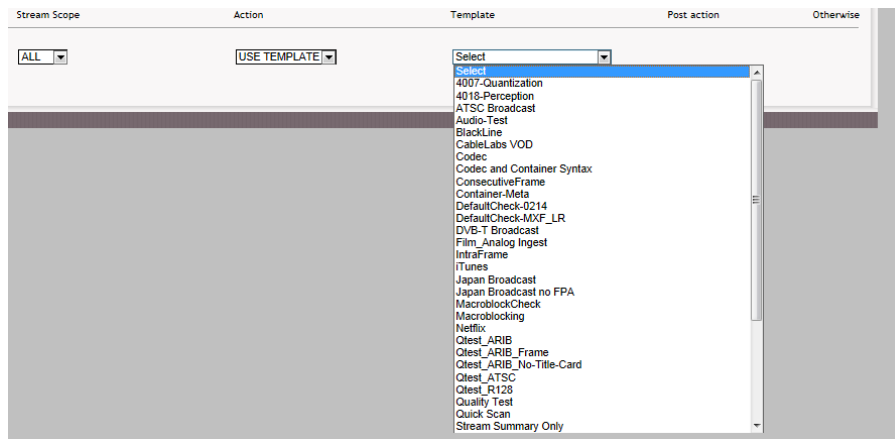 Stream Scope Action Template Post action Otherwise
ALL USE TEMPLATE Select
Select
4007-Quantization
4018-Perception
ATSC Broadcast
Audio-Test
BlackLine
CableLabs VOD
Codec
Codec and Container Syntax
ConsecutiveFrame
Container-Meta
DefaultCheck-0214
DefaultCheck-MXF_LR
DVB-T Broadcast
Film_Analog Ingest
IntraFrame
iTunes
Japan Broadcast
Japan Broadcast no FPA
MacroblockCheck
Macroblocking
Netflix
Qtest_ARIB
Qtest_ARIB_Frame
Qtest_ARIB_No-Title-Card
Qtest_ATSC
Qtest_R128
Quality Test
Quick Scan
Stream Summary Only